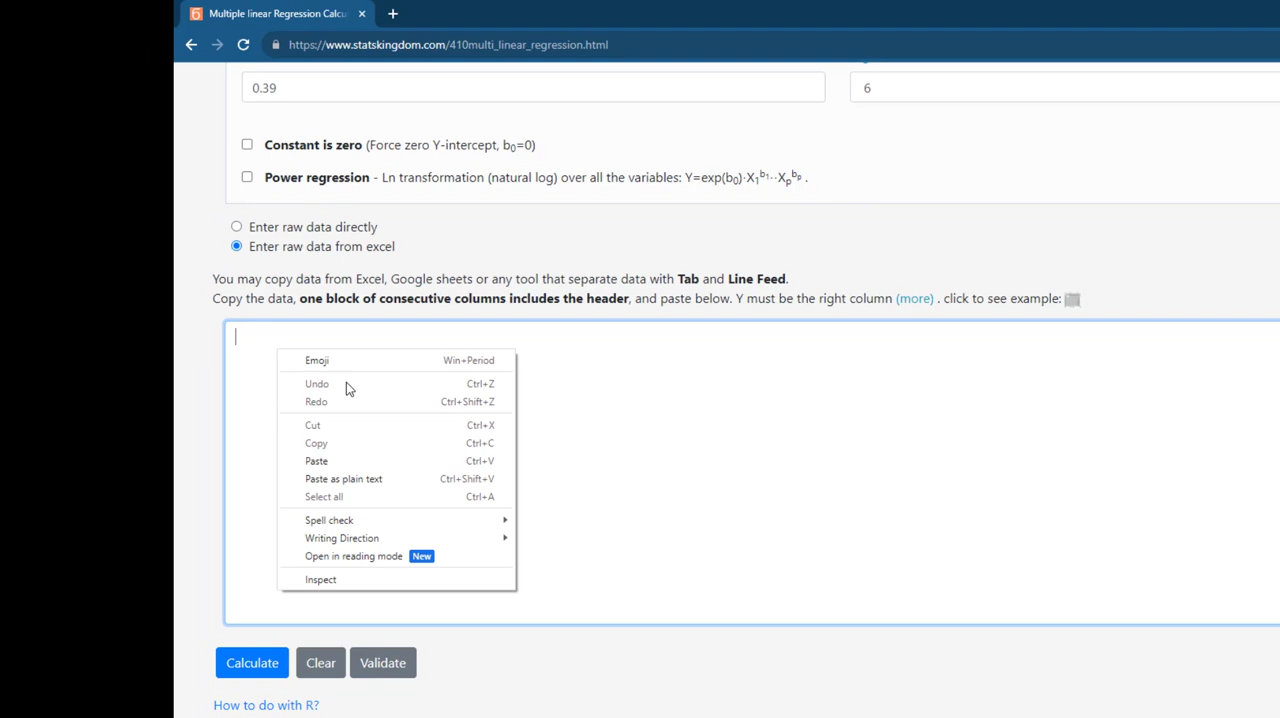 Multiple linear Regression Calcu
https://www.statskingdom.com/410multi_linear_regression.html
0.39
6
Constant is zero (Force zero Y-intercept, b0=0)
Power regression - Ln transformation (natural log) over all the variables: Y=exp(b0)·X1^b1··Xp^bp .
Enter raw data directly
Enter raw data from excel
You may copy data from Excel, Google sheets or any tool that separate data with Tab and Line Feed.
Copy the data, one block of consecutive columns includes the header, and paste below. Y must be the right column (more) . click to see example:
Emoji Win+Period
Undo Ctrl+Z
Redo Ctrl+Shift+Z
Cut Ctrl+X
Copy Ctrl+C
Paste Ctrl+V
Paste as plain text Ctrl+Shift+V
Select all Ctrl+A
Spell check
Writing Direction
Open in reading mode New
Inspect
Calculate Clear Validate
How to do with R?